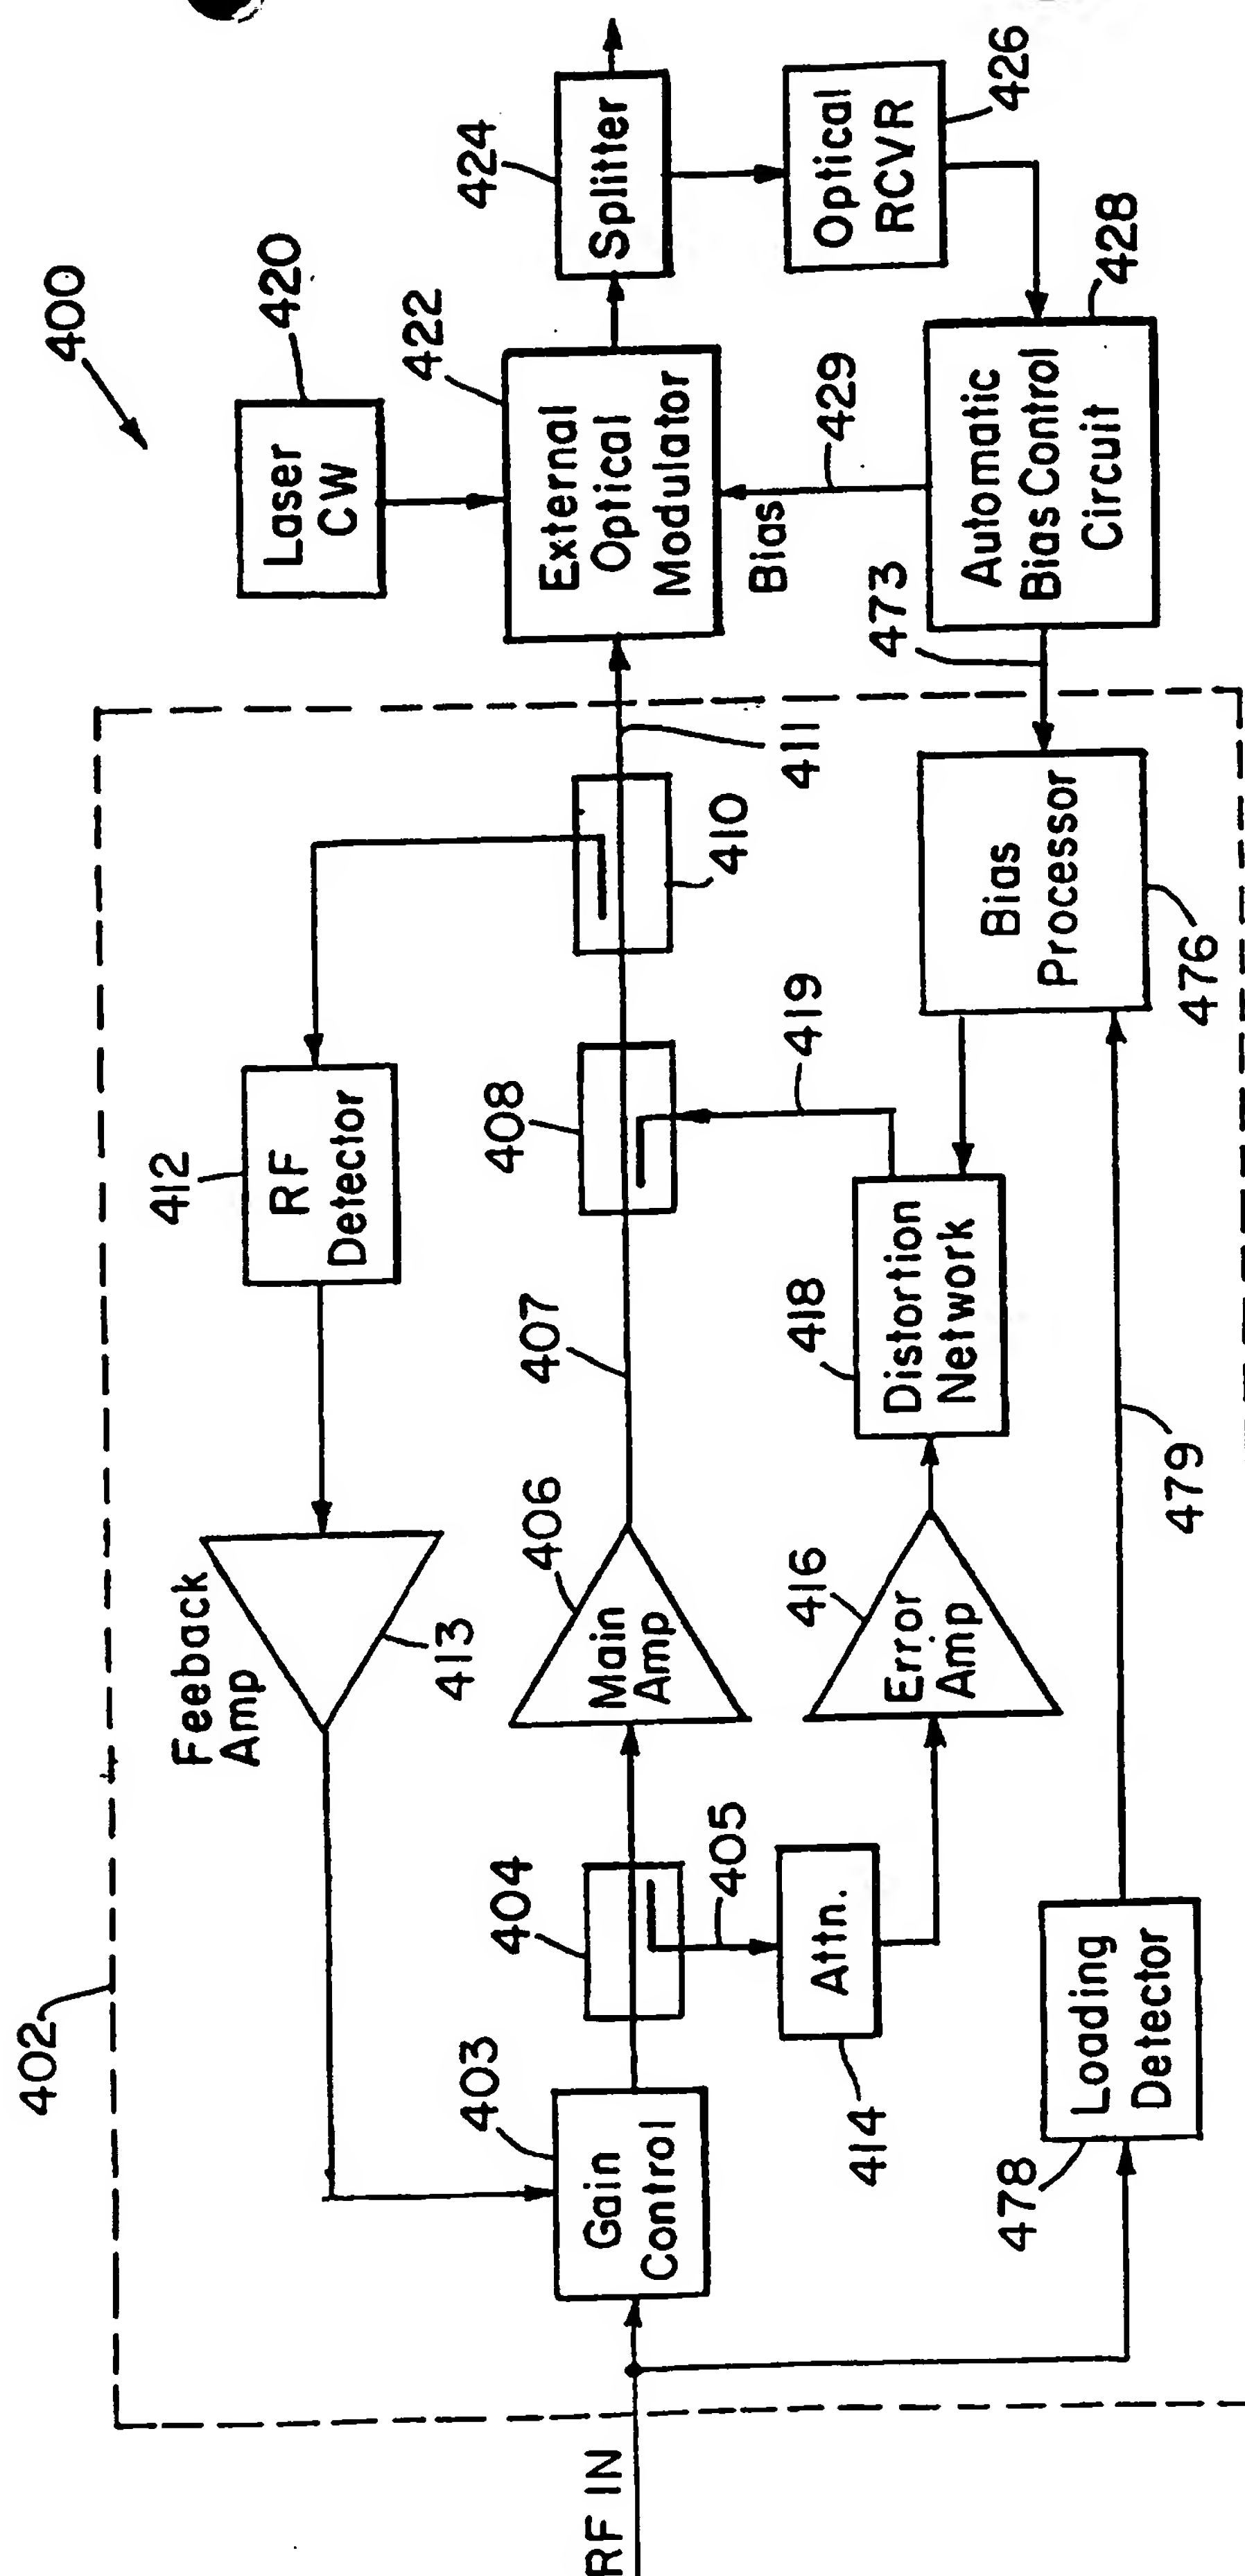 400
402
Laser
CW
420
External
Optical
Modulator
422
Splitter
424
Optical
RCVR
426
Automatic
Bias Control
Circuit
428
Bias
429
473
RF
Detector
412
Feeback
Amp
413
RF IN
Gain
Control
403
404
405
Main
Amp
406
407
408
410
411
Attn.
414
Error
Amp
416
Distortion
Network
418
419
Bias
Processor
476
Loading
Detector
478
479